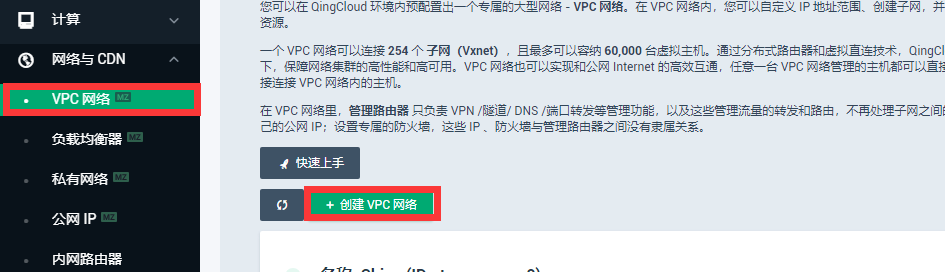 计算
网络与 CDN
VPC 网络 MZ
负载均衡器 MZ
私有网络 MZ
公网 IP MZ
内网路由器
您可以在 QingCloud 环境内预配置出一个专属的大型网络 - VPC 网络。在 VPC 网络内，您可以自定义 IP 地址范围、创建子网，并
资源。
一个 VPC 网络可以连接 254 个 子网（Vxnet），且最多可以容纳 60,000 台虚拟主机。通过分布式路由器和虚拟直连技术，QingCl
下，保障网络集群的高性能和高可用。VPC 网络也可以实现和公网 Internet 的高效互通，任意一台 VPC 网络管理的主机都可以直接
接连接 VPC 网络内的主机。
在 VPC 网络里，管理路由器 只负责 VPN /隧道/ DNS /端口转发等管理功能，以及这些管理流量的转发和路由，不再处理子网之间的
己的公网 IP；设置专属的防火墙，这些 IP 、防火墙与管理路由器之间没有隶属关系。
快速上手
+ 创建 VPC 网络